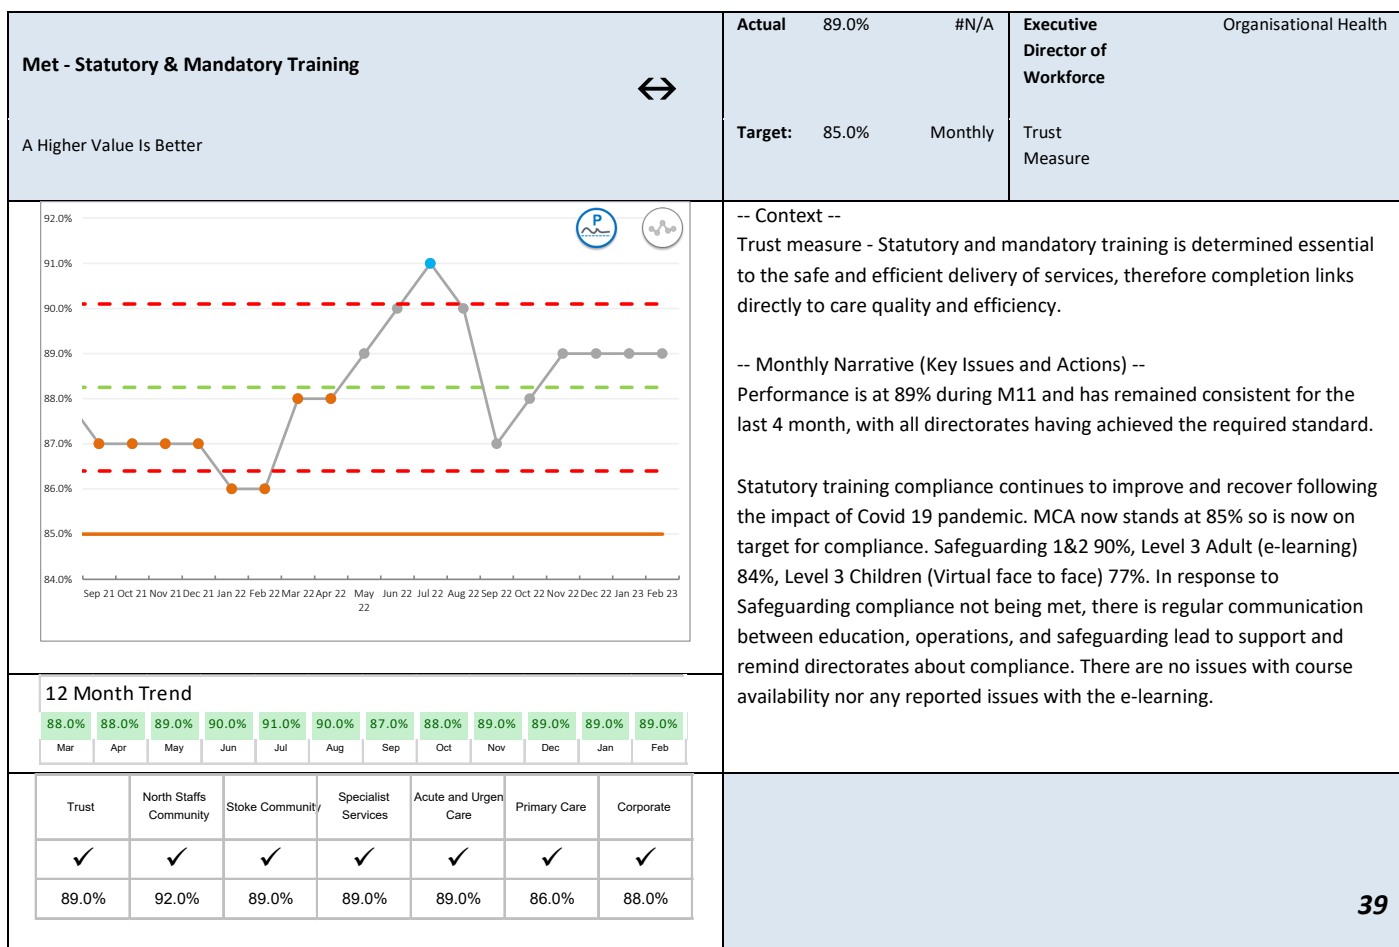 Met - Statutory & Mandatory Training
↔
A Higher Value Is Better
Actual 89.0% #N/A
Target: 85.0% Monthly
Executive
Director of
Workforce
Organisational Health
Trust
Measure
92.0%
91.0%
90.0%
89.0%
88.0%
87.0%
86.0%
85.0%
84.0%
P
Sep 21 Oct 21 Nov 21 Dec 21 Jan 22 Feb 22 Mar 22 Apr 22 May 22 Jun 22 Jul 22 Aug 22 Sep 22 Oct 22 Nov 22 Dec 22 Jan 23 Feb 23
-- Context --
Trust measure - Statutory and mandatory training is determined essential
to the safe and efficient delivery of services, therefore completion links
directly to care quality and efficiency.
-- Monthly Narrative (Key Issues and Actions) --
Performance is at 89% during M11 and has remained consistent for the
last 4 month, with all directorates having achieved the required standard.
Statutory training compliance continues to improve and recover following
the impact of Covid 19 pandemic. MCA now stands at 85% so is now on
target for compliance. Safeguarding 1&2 90%, Level 3 Adult (e-learning)
84%, Level 3 Children (Virtual face to face) 77%. In response to
Safeguarding compliance not being met, there is regular communication
between education, operations, and safeguarding lead to support and
remind directorates about compliance. There are no issues with course
availability nor any reported issues with the e-learning.
12 Month Trend
88.0% 88.0% 89.0% 90.0% 91.0% 90.0% 87.0% 88.0% 89.0% 89.0% 89.0% 89.0%
Mar Apr May Jun Jul Aug Sep Oct Nov Dec Jan Feb
Trust
North Staffs
Community
Stoke Community
Specialist
Services
Acute and Urgen
Care
Primary Care
Corporate
✓ ✓ ✓ ✓ ✓ ✓ ✓
89.0% 92.0% 89.0% 89.0% 89.0% 86.0% 88.0%
39